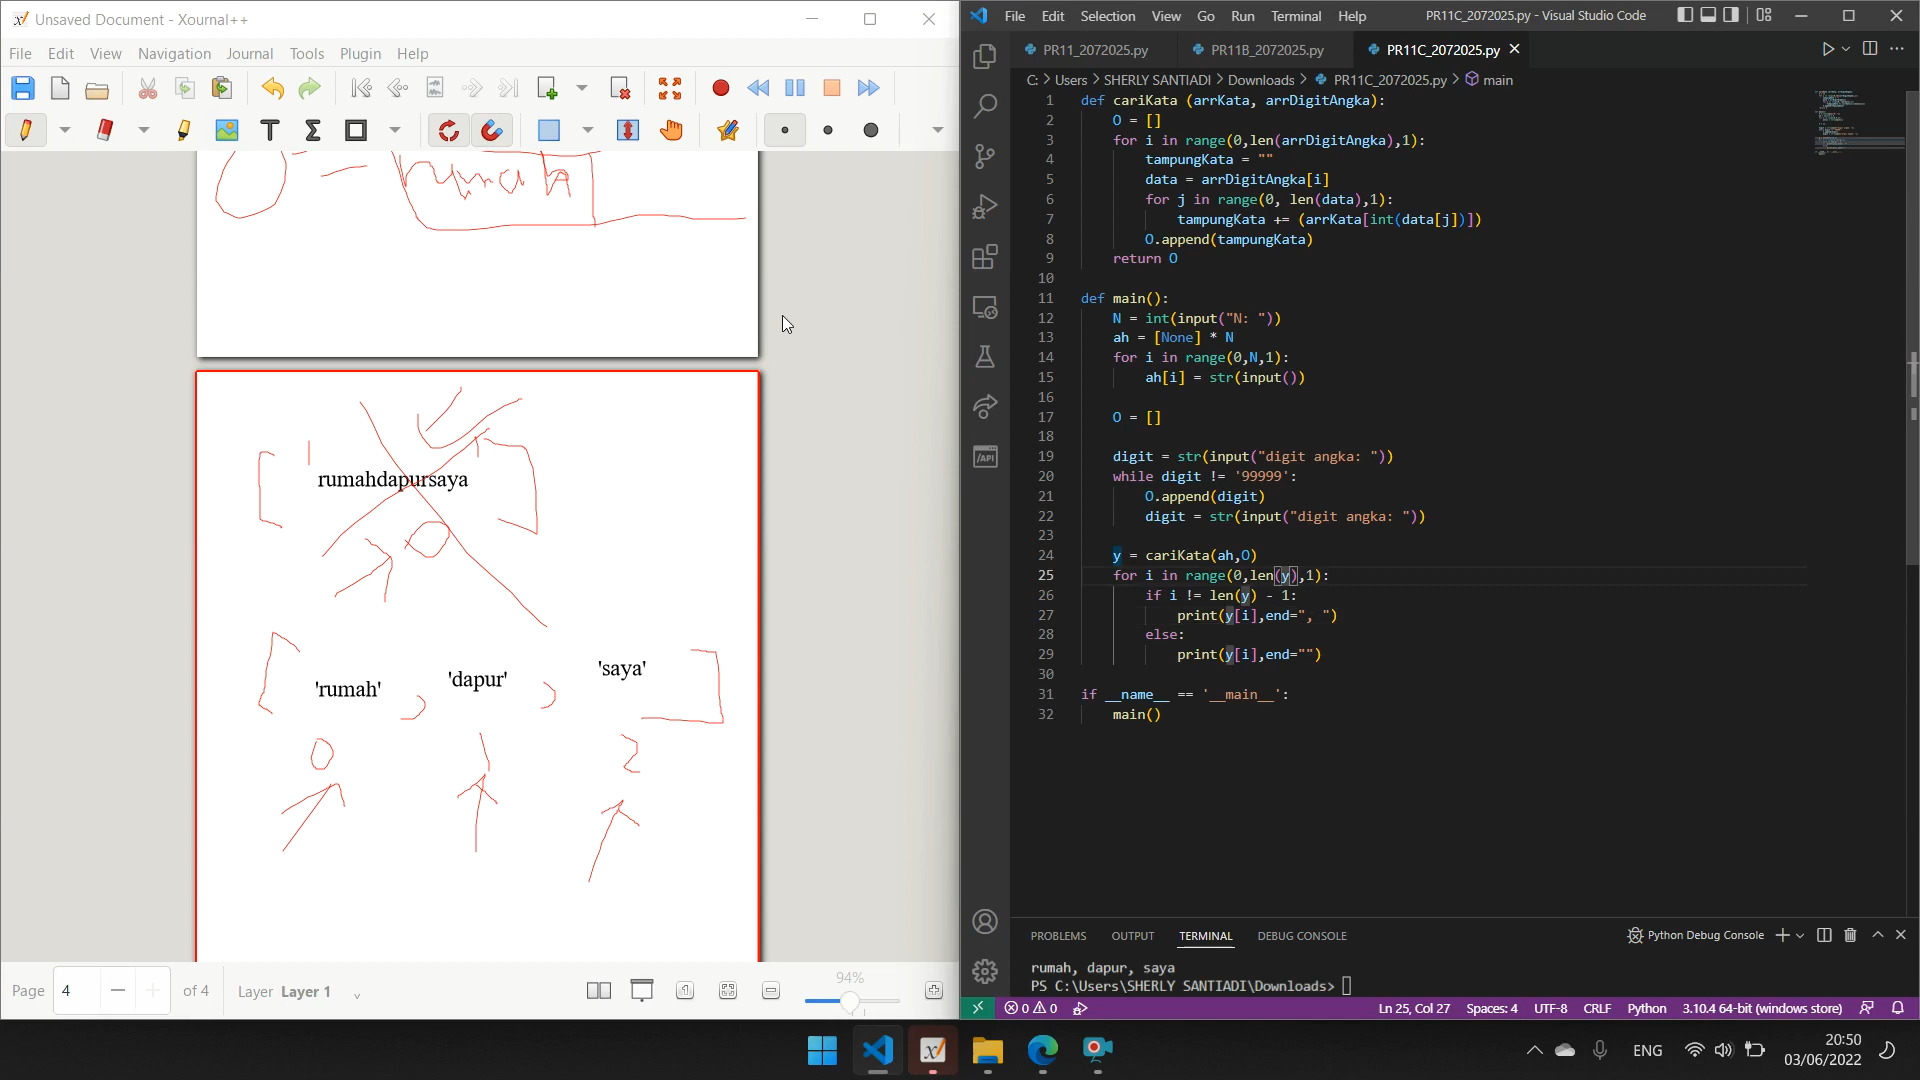 Unsaved Document - Xournal++
File Edit View Navigation Journal Tools Plugin Help
rumah
rumahdapursaya
'rumah' , 'dapur' , 'saya'
0 1 2
Page 4 of 4 Layer Layer 1 94%
File Edit Selection View Go Run Terminal Help PR11C_2072025.py - Visual Studio Code
PR11_2072025.py PR11B_2072025.py PR11C_2072025.py
C: > Users > SHERLY SANTIADI > Downloads > PR11C_2072025.py > main
1 def cariKata (arrKata, arrDigitAngka):
2 O = []
3 for i in range(0,len(arrDigitAngka),1):
4 tampungKata = ""
5 data = arrDigitAngka[i]
6 for j in range(0, len(data),1):
7 tampungKata += (arrKata[int(data[j])])
8 O.append(tampungKata)
9 return O
10
11 def main():
12 N = int(input("N: "))
13 ah = [None] * N
14 for i in range(0,N,1):
15 ah[i] = str(input())
16
17 O = []
18
19 digit = str(input("digit angka: "))
20 while digit != '99999':
21 O.append(digit)
22 digit = str(input("digit angka: "))
23
24 y = cariKata(ah,O)
25 for i in range(0,len(y),1):
26 if i != len(y) - 1:
27 print(y[i],end=", ")
28 else:
29 print(y[i],end="")
30
31 if __name__ == '__main__':
32 main()
PROBLEMS OUTPUT TERMINAL DEBUG CONSOLE Python Debug Console
rumah, dapur, saya
PS C:\Users\SHERLY SANTIADI\Downloads>
0 0 Ln 25, Col 27 Spaces: 4 UTF-8 CRLF Python 3.10.4 64-bit (windows store)
ENG 20:50
03/06/2022